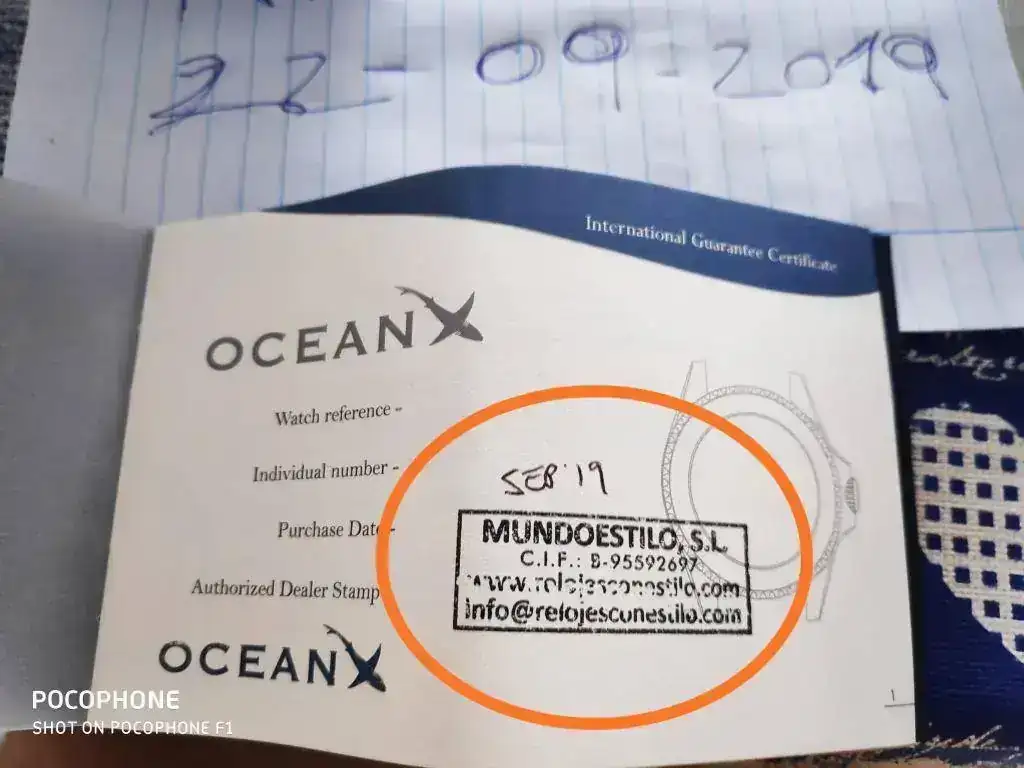 22-09-2019
International Guarantee Certificate
OCEANX
Watch reference -
Individual number -
SEP '19
Purchase Date -
MUNDOESTILO, S.L.
C.I.F.: B-95592697
www.relojesconestilo.com
Authorized Dealer Stamp
info@relojesconestilo.com
OCEANX
1
POCOPHONE
SHOT ON POCOPHONE F1